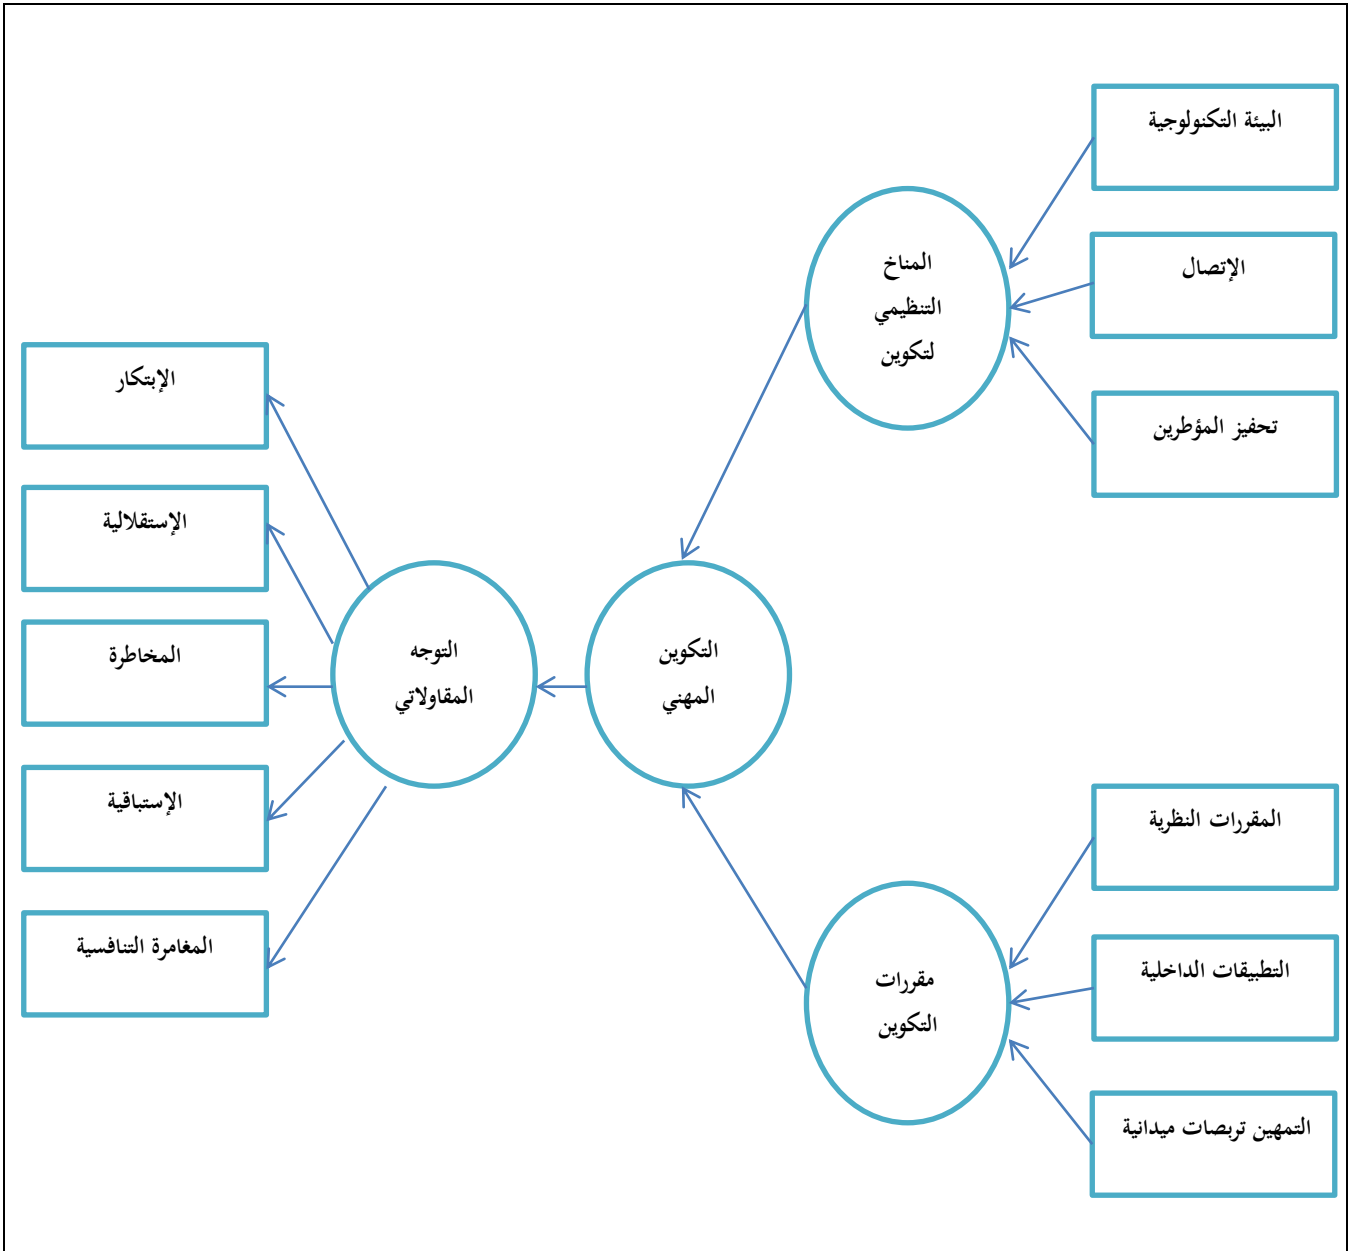 البيئة التكنولوجية
الإتصال
تحفيز المؤطرين
المناخ
التنظيمي
لتكوين
المقررات النظرية
التطبيقات الداخلية
التمهين تربصات ميدانية
مقررات
التكوين
التكوين
المهني
التوجه
المقاولاتي
الإبتكار
الإستقلالية
المخاطرة
الإستباقية
المغامرة التنافسية